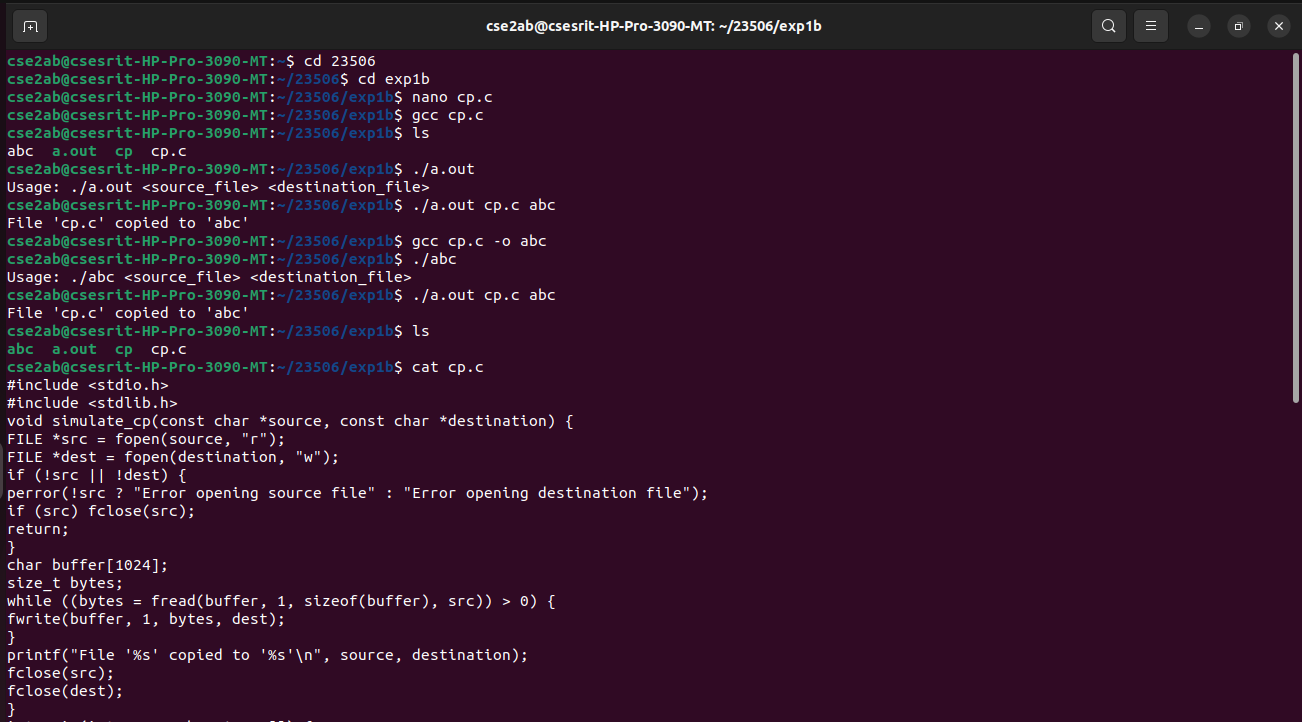 cse2ab@csesrit-HP-Pro-3090-MT: ~/23506/exp1b
cse2ab@csesrit-HP-Pro-3090-MT:~$ cd 23506
cse2ab@csesrit-HP-Pro-3090-MT:~/23506$ cd exp1b
cse2ab@csesrit-HP-Pro-3090-MT:~/23506/exp1b$ nano cp.c
cse2ab@csesrit-HP-Pro-3090-MT:~/23506/exp1b$ gcc cp.c
cse2ab@csesrit-HP-Pro-3090-MT:~/23506/exp1b$ ls
abc  a.out  cp  cp.c
cse2ab@csesrit-HP-Pro-3090-MT:~/23506/exp1b$ ./a.out
Usage: ./a.out <source_file> <destination_file>
cse2ab@csesrit-HP-Pro-3090-MT:~/23506/exp1b$ ./a.out cp.c abc
File 'cp.c' copied to 'abc'
cse2ab@csesrit-HP-Pro-3090-MT:~/23506/exp1b$ gcc cp.c -o abc
cse2ab@csesrit-HP-Pro-3090-MT:~/23506/exp1b$ ./abc
Usage: ./abc <source_file> <destination_file>
cse2ab@csesrit-HP-Pro-3090-MT:~/23506/exp1b$ ./a.out cp.c abc
File 'cp.c' copied to 'abc'
cse2ab@csesrit-HP-Pro-3090-MT:~/23506/exp1b$ ls
abc  a.out  cp  cp.c
cse2ab@csesrit-HP-Pro-3090-MT:~/23506/exp1b$ cat cp.c
#include <stdio.h>
#include <stdlib.h>
void simulate_cp(const char *source, const char *destination) {
FILE *src = fopen(source, "r");
FILE *dest = fopen(destination, "w");
if (!src || !dest) {
perror(!src ? "Error opening source file" : "Error opening destination file");
if (src) fclose(src);
return;
}
char buffer[1024];
size_t bytes;
while ((bytes = fread(buffer, 1, sizeof(buffer), src)) > 0) {
fwrite(buffer, 1, bytes, dest);
}
printf("File '%s' copied to '%s'\n", source, destination);
fclose(src);
fclose(dest);
}